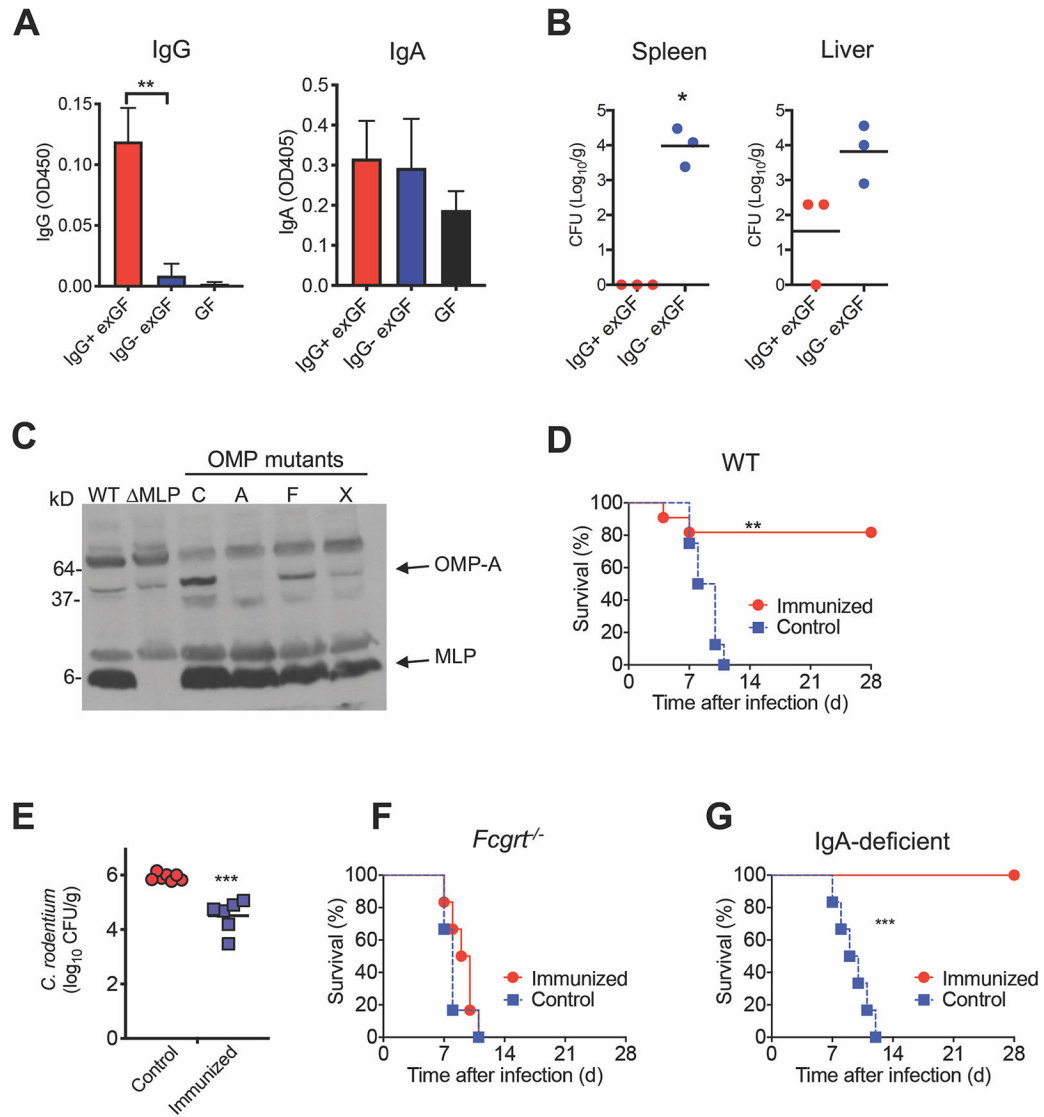 A
IgG
IgA
IgG (OD450)
0.15
0.10
0.05
0.00
**
IgG+ exGF
IgG- exGF
GF
IgA (OD405)
0.5
0.4
0.3
0.2
0.1
0.0
IgG+ exGF
IgG- exGF
GF
B
Spleen
Liver
CFU (Log10/g)
5
4
3
2
1
0
*
IgG+ exGF
IgG- exGF
CFU (Log10/g)
5
4
3
2
1
0
IgG+ exGF
IgG- exGF
C
OMP mutants
kD WT ΔMLP C A F X
64-
37-
6-
OMP-A
MLP
D
WT
Survival (%)
100
80
60
40
20
0
**
Immunized
Control
0 7 14 21 28
Time after infection (d)
E
C. rodentium
(log10 CFU/g)
6
4
2
0
***
Control
Immunized
F
Fcgrt-/-
Survival (%)
100
80
60
40
20
0
Immunized
Control
0 7 14 21 28
Time after infection (d)
G
IgA-deficient
Survival (%)
100
80
60
40
20
0
***
Immunized
Control
0 7 14 21 28
Time after infection (d)